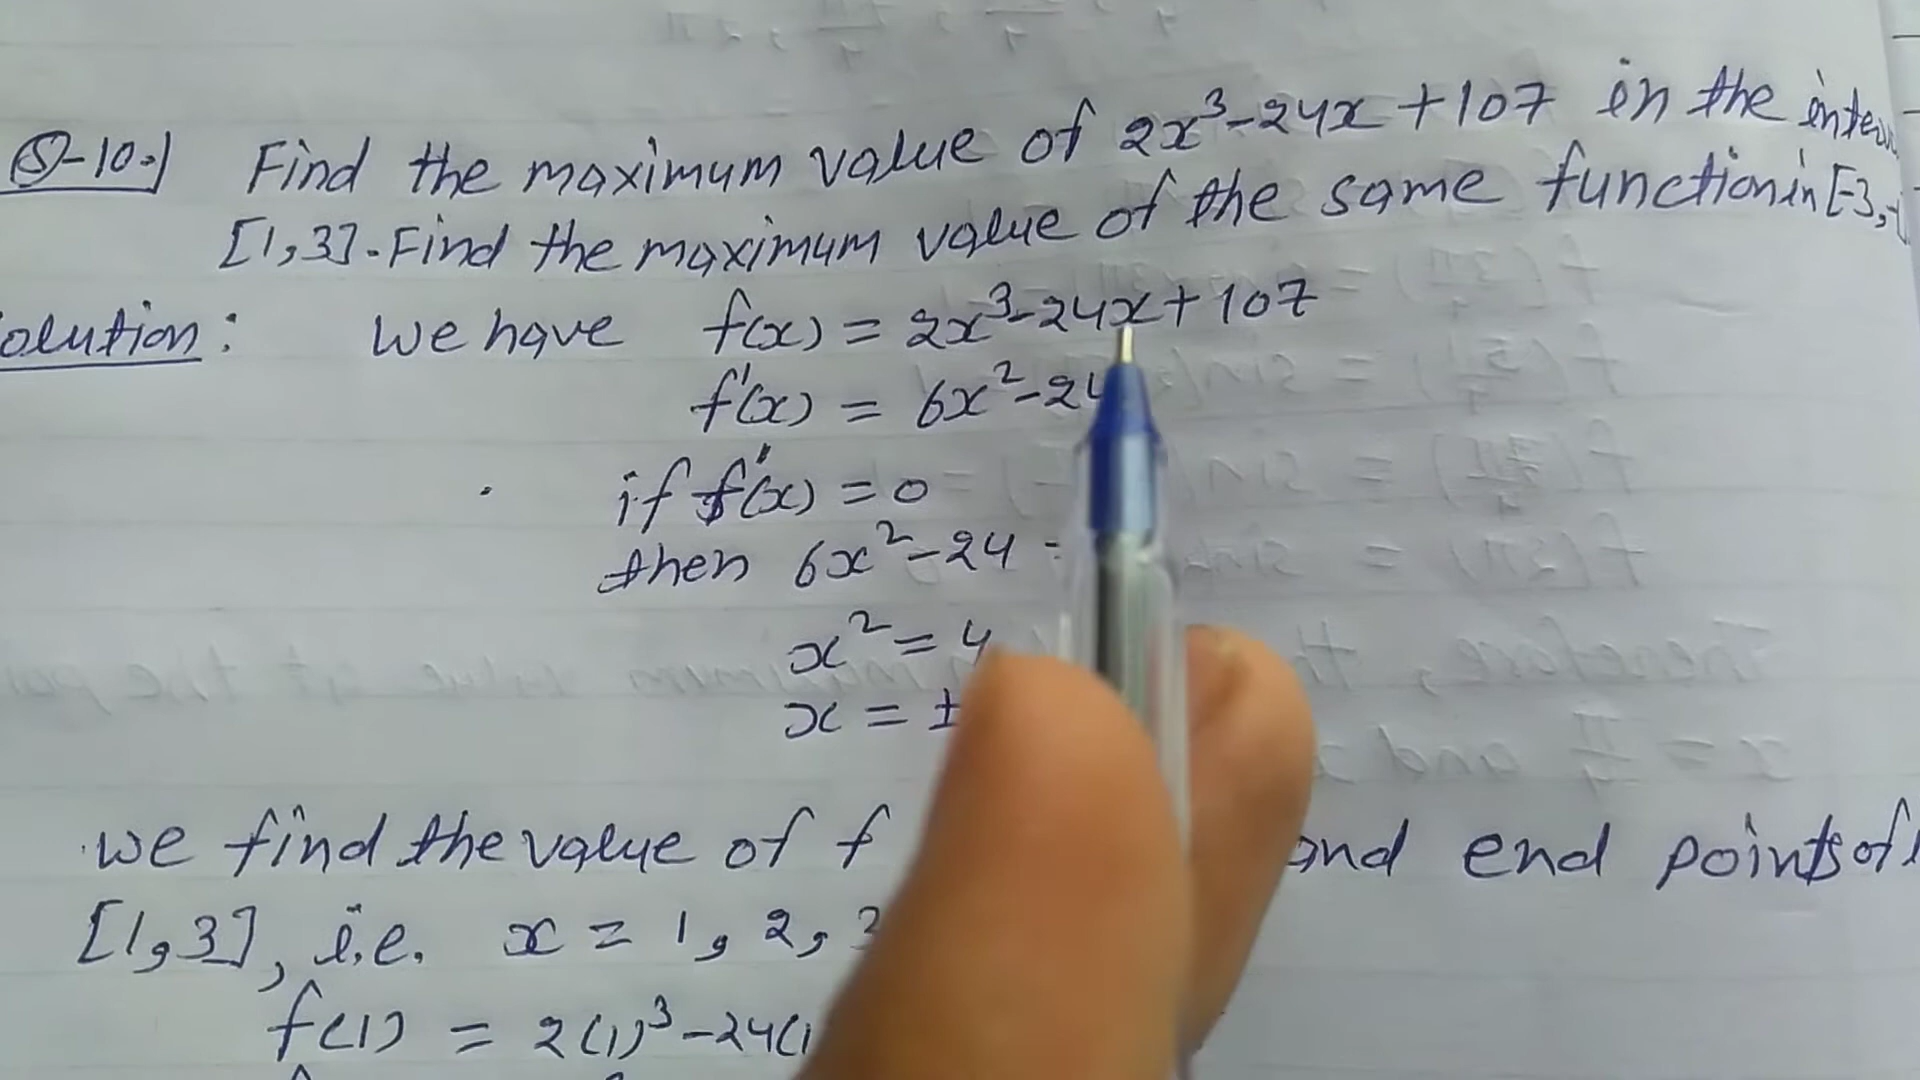 Q-10.) Find the maximum value of 2x³-24x+107 in the
[1,3]. Find the maximum value of the same function in [-3,
olution: we have f(x) = 2x³-24x+107
f'(x) = 6x²-24
if f'(x) = 0
then 6x²-24 =
x² = 4
x = ±
we find the value of f and end points of
[1,3], i.e. x = 1, 2, 3
f(1) = 2(1)³-24(1